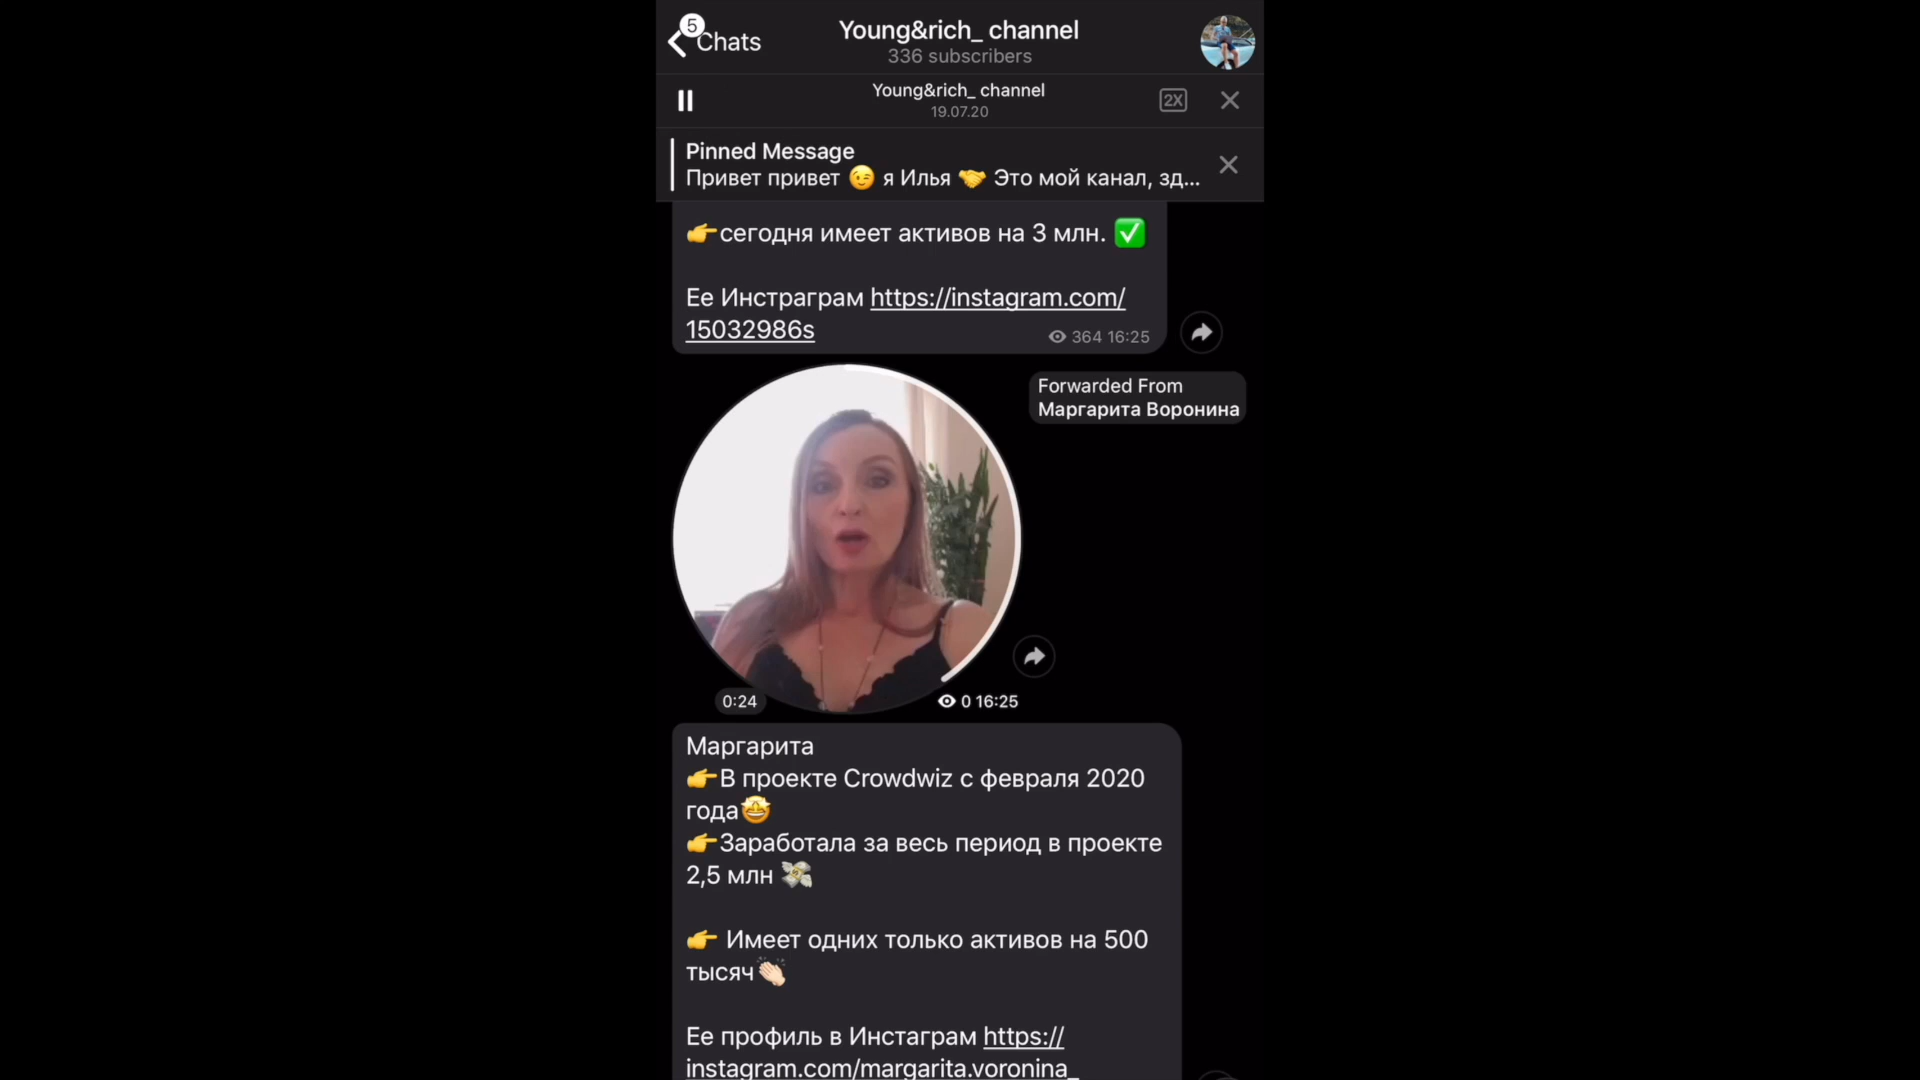 5
Chats
Young&rich_ channel
336 subscribers
Young&rich_ channel
19.07.20
2X
Pinned Message
Привет привет 😉 я Илья 🤝 Это мой канал, зд...
👉сегодня имеет активов на 3 млн. ✅
Ее Инстраграм https://instagram.com/
15032986s
364 16:25
Forwarded From
Маргарита Воронина
0:24
0 16:25
Маргарита
👉В проекте Crowdwiz с февраля 2020
года🤩
👉Заработала за весь период в проекте
2,5 млн 💸
👉 Имеет одних только активов на 500
тысяч👏🏻
Ее профиль в Инстаграм https://
instagram.com/margarita.voronina_